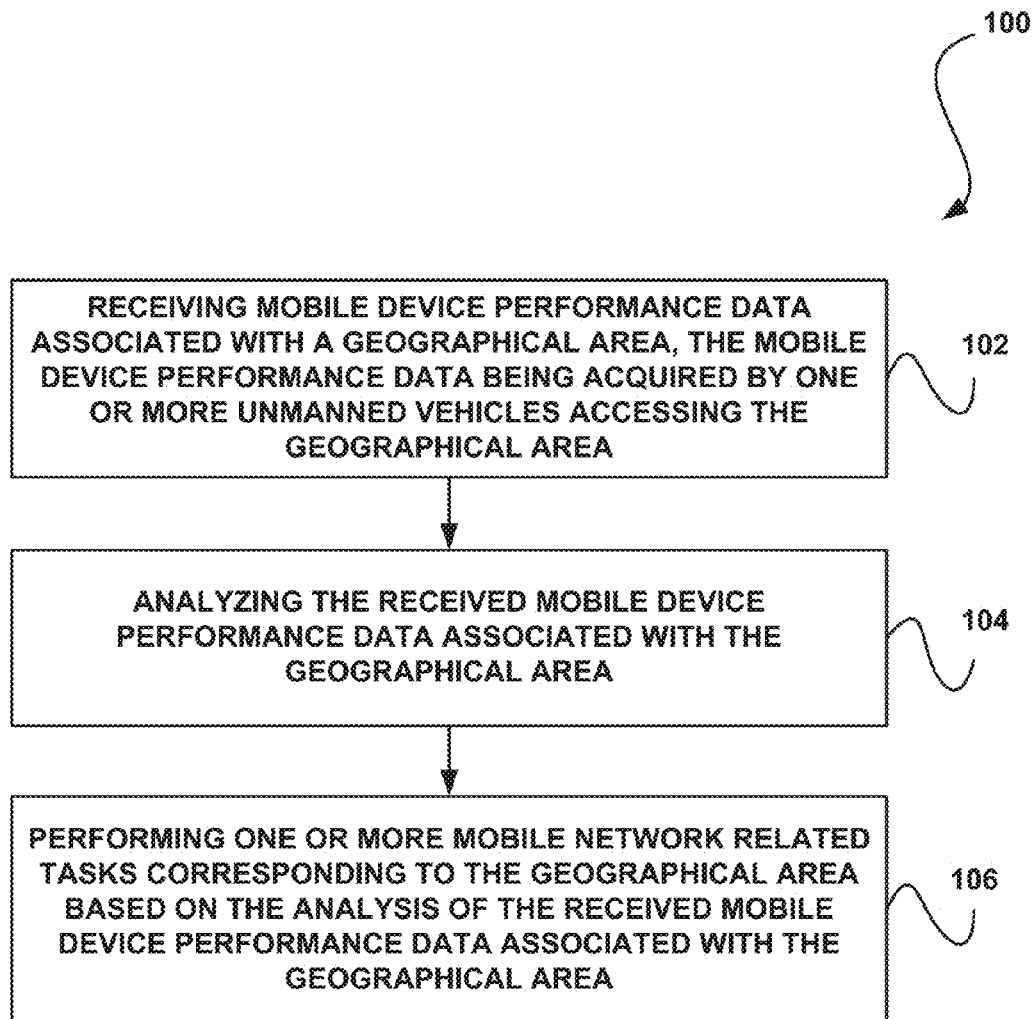 100
RECEIVING MOBILE DEVICE PERFORMANCE DATA
ASSOCIATED WITH A GEOGRAPHICAL AREA, THE MOBILE
DEVICE PERFORMANCE DATA BEING ACQUIRED BY ONE
OR MORE UNMANNED VEHICLES ACCESSING THE
GEOGRAPHICAL AREA
102
ANALYZING THE RECEIVED MOBILE DEVICE
PERFORMANCE DATA ASSOCIATED WITH THE
GEOGRAPHICAL AREA
104
PERFORMING ONE OR MORE MOBILE NETWORK RELATED
TASKS CORRESPONDING TO THE GEOGRAPHICAL AREA
BASED ON THE ANALYSIS OF THE RECEIVED MOBILE
DEVICE PERFORMANCE DATA ASSOCIATED WITH THE
GEOGRAPHICAL AREA
106